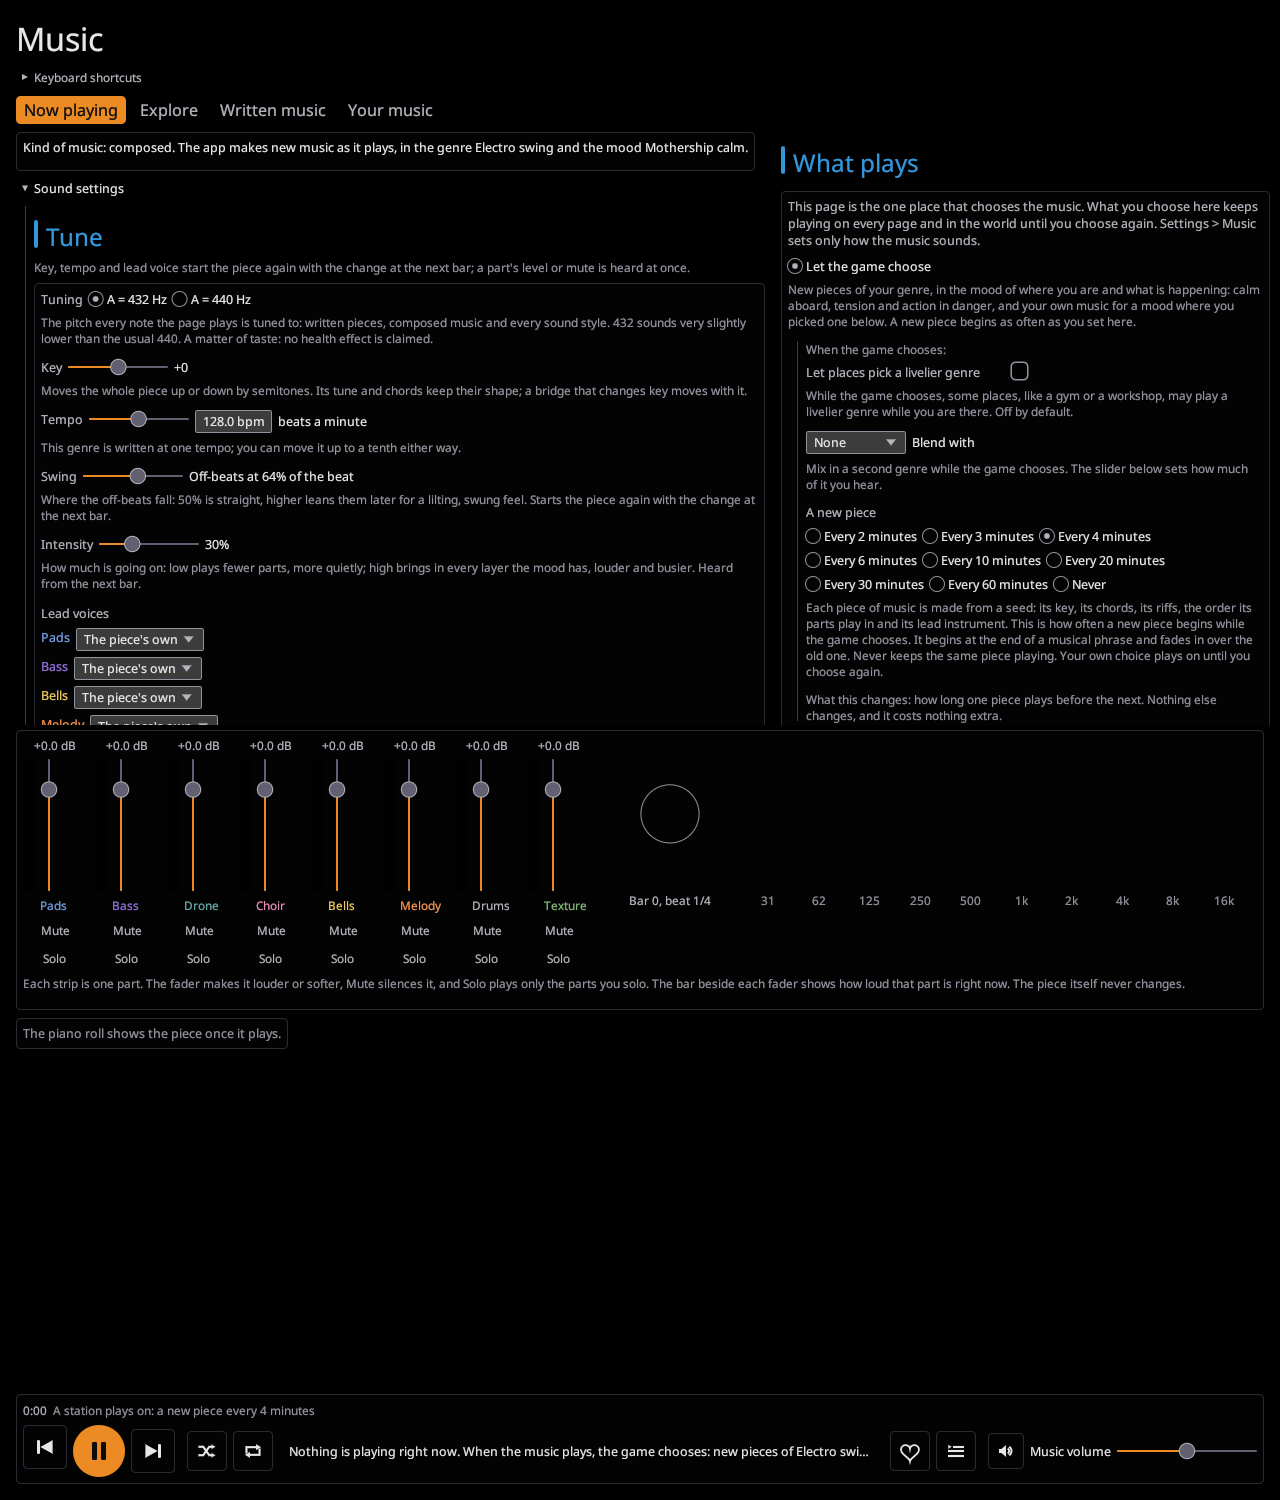 Music
Keyboard shortcuts
Now playing
Explore
Written music
Your music
Kind of music: composed. The app makes new music as it plays, in the genre Electro swing and the mood Mothership calm.
Sound settings
Tune
Key, tempo and lead voice start the piece again with the change at the next bar; a part's level or mute is heard at once.
Tuning A = 432 Hz A = 440 Hz
The pitch every note the page plays is tuned to: written pieces, composed music and every sound style. 432 sounds very slightly
lower than the usual 440. A matter of taste: no health effect is claimed.
Key +0
Moves the whole piece up or down by semitones. Its tune and chords keep their shape; a bridge that changes key moves with it.
Tempo 128.0 bpm beats a minute
This genre is written at one tempo; you can move it up to a tenth either way.
Swing Off-beats at 64% of the beat
Where the off-beats fall: 50% is straight, higher leans them later for a lilting, swung feel. Starts the piece again with the change at
the next bar.
Intensity 30%
How much is going on: low plays fewer parts, more quietly; high brings in every layer the mood has, louder and busier. Heard
from the next bar.
Lead voices
Pads The piece's own
Bass The piece's own
Bells The piece's own
Melody The piece's own
What plays
This page is the one place that chooses the music. What you choose here keeps
playing on every page and in the world until you choose again. Settings > Music
sets only how the music sounds.
Let the game choose
New pieces of your genre, in the mood of where you are and what is happening: calm
aboard, tension and action in danger, and your own music for a mood where you
picked one below. A new piece begins as often as you set here.
When the game chooses:
Let places pick a livelier genre
While the game chooses, some places, like a gym or a workshop, may play a
livelier genre while you are there. Off by default.
None Blend with
Mix in a second genre while the game chooses. The slider below sets how much
of it you hear.
A new piece
Every 2 minutes Every 3 minutes Every 4 minutes
Every 6 minutes Every 10 minutes Every 20 minutes
Every 30 minutes Every 60 minutes Never
Each piece of music is made from a seed: its key, its chords, its riffs, the order its
parts play in and its lead instrument. This is how often a new piece begins while
the game chooses. It begins at the end of a musical phrase and fades in over the
old one. Never keeps the same piece playing. Your own choice plays on until you
choose again.
What this changes: how long one piece plays before the next. Nothing else
changes, and it costs nothing extra.
+0.0 dB +0.0 dB +0.0 dB +0.0 dB +0.0 dB +0.0 dB +0.0 dB +0.0 dB
Bar 0, beat 1/4 31 62 125 250 500 1k 2k 4k 8k 16k
Pads Bass Drone Choir Bells Melody Drums Texture
Mute Mute Mute Mute Mute Mute Mute Mute
Solo Solo Solo Solo Solo Solo Solo Solo
Each strip is one part. The fader makes it louder or softer, Mute silences it, and Solo plays only the parts you solo. The bar beside each fader shows how loud that part is right now. The piece itself never changes.
The piano roll shows the piece once it plays.
0:00 A station plays on: a new piece every 4 minutes
Nothing is playing right now. When the music plays, the game chooses: new pieces of Electro swi...
Music volume